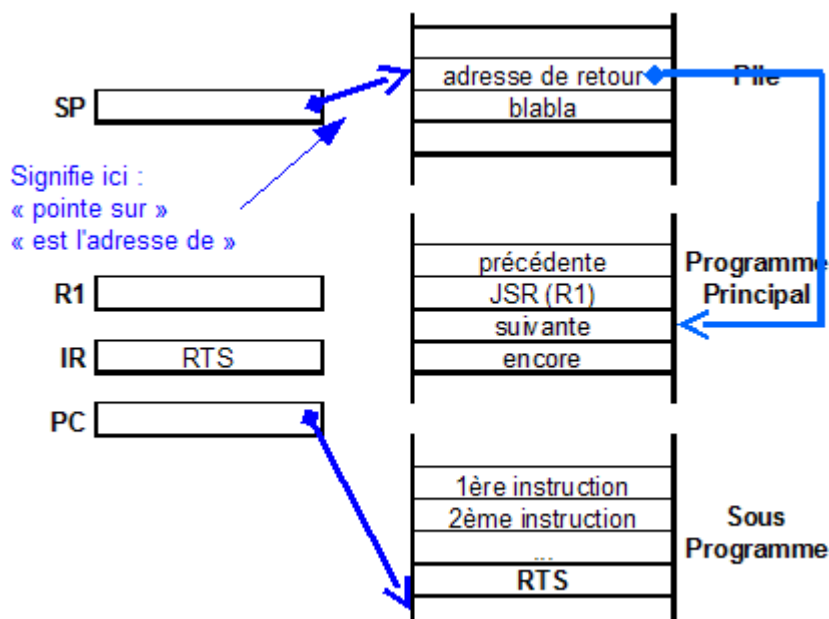 adresse de retour
Pile
SP
blabla
Signifie ici :
« pointe sur »
« est l'adresse de »
précédente
Programme
Principal
R1
JSR (R1)
suivante
IR
RTS
encore
PC
1ère instruction
2ème instruction
Sous
Programme
...
RTS